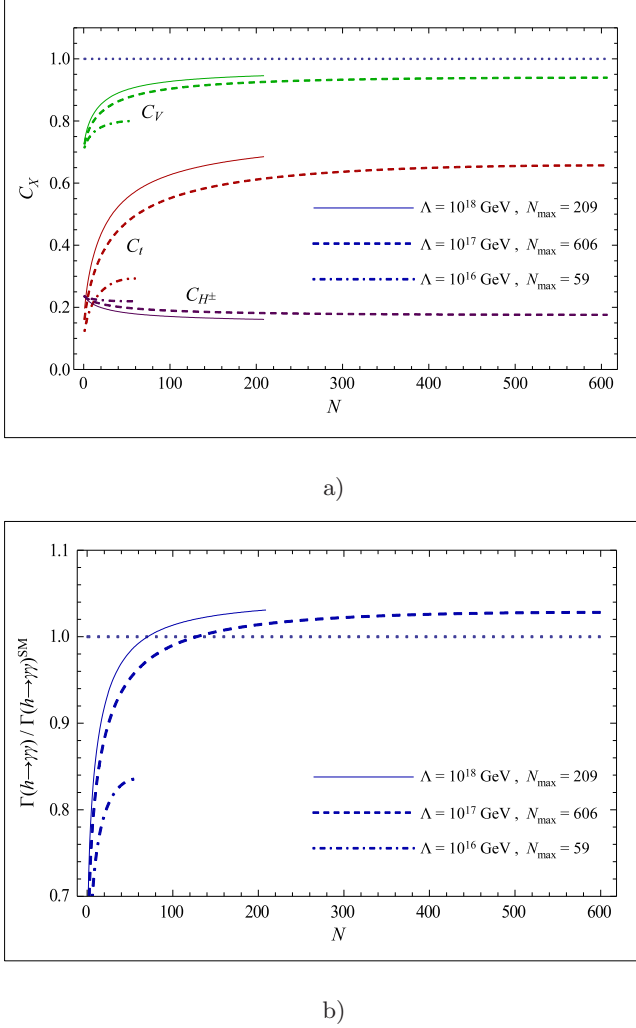 1.0
0.8
C_V
0.6
C_X
Λ = 10^18 GeV , N_max = 209
0.4
C_t
Λ = 10^17 GeV , N_max = 606
Λ = 10^16 GeV , N_max = 59
C_H±
0.2
0.0
0 100 200 300 400 500 600
N
a)
1.1
1.0
Γ(h→γγ) / Γ(h→γγ)^SM
0.9
Λ = 10^18 GeV , N_max = 209
Λ = 10^17 GeV , N_max = 606
0.8
Λ = 10^16 GeV , N_max = 59
0.7
0 100 200 300 400 500 600
N
b)